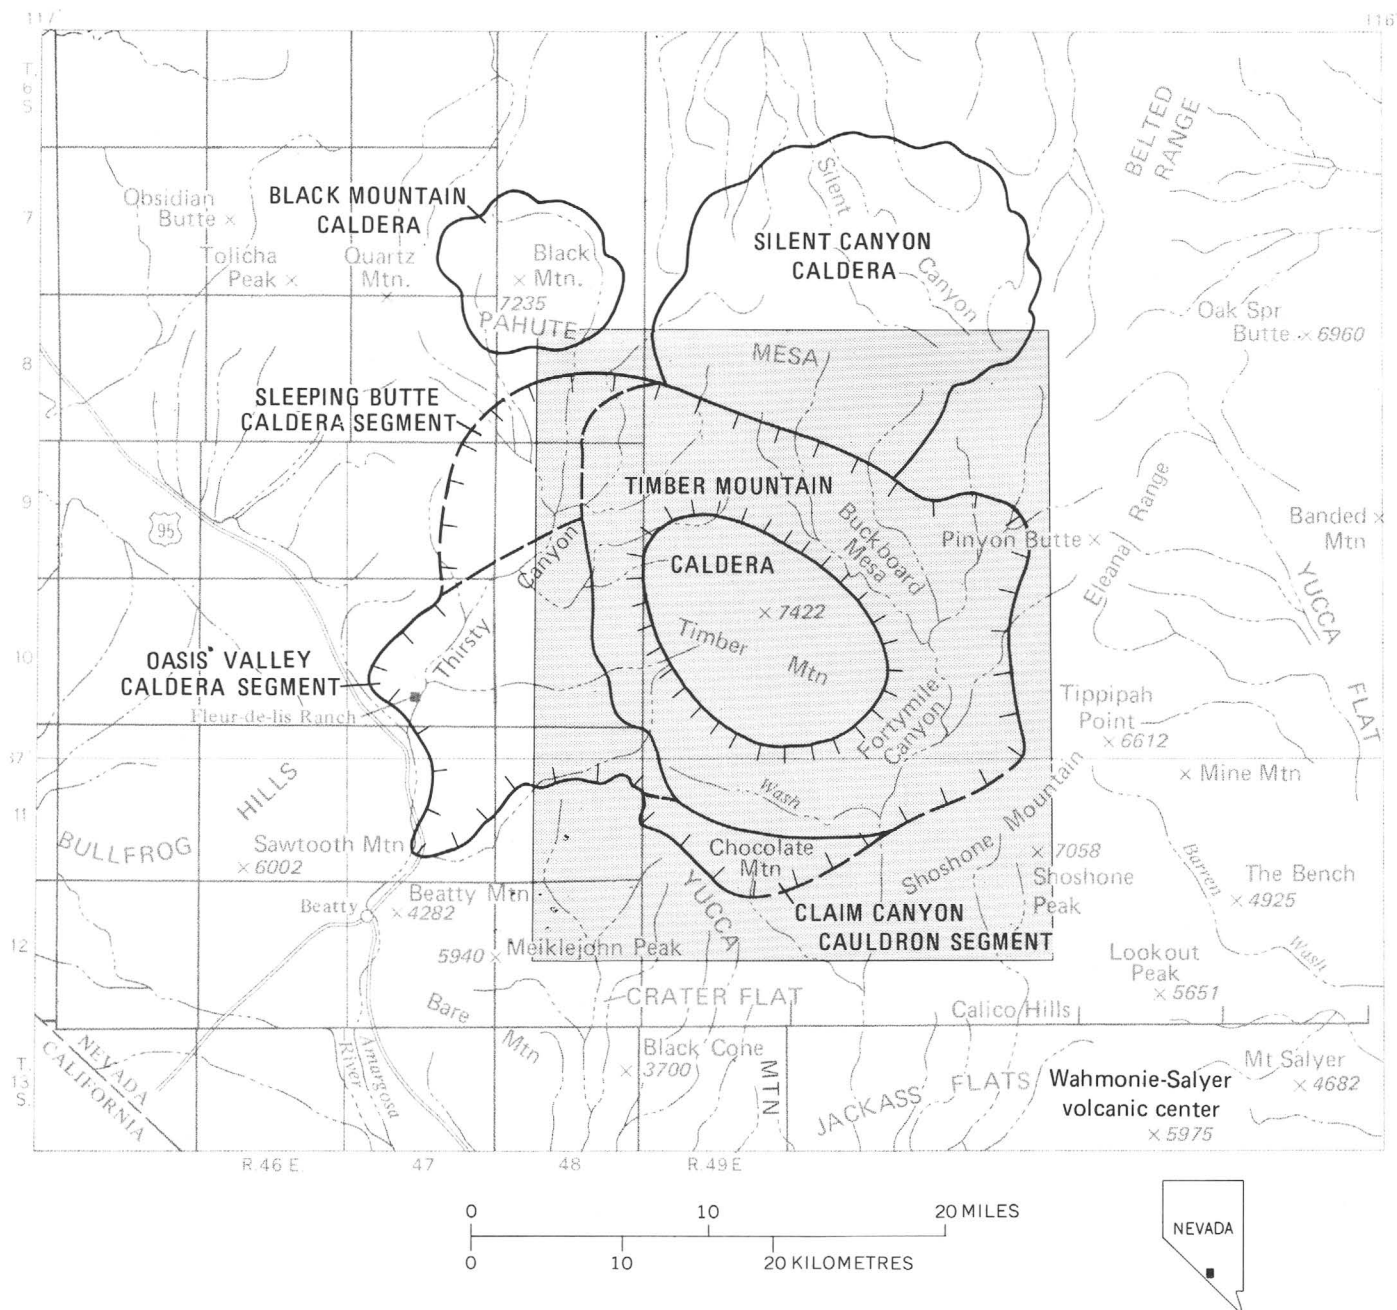 117°
116°
T.
6
S.
BELTED
RANGE
Silent
Canyon
Obsidian
Butte
7
BLACK MOUNTAIN
CALDERA
SILENT CANYON
CALDERA
Tolicha
Peak
Quartz
Mtn.
Black
Mtn.
7235
PAHUTE
MESA
Oak Spr
Butte
6960
8
SLEEPING BUTTE
CALDERA SEGMENT
9
95
TIMBER MOUNTAIN
CALDERA
Buckboard
Mesa
Pinyon Butte
Eleana Range
Banded
Mtn
YUCCA
FLAT
Thirsty Canyon
7422
Timber Mtn
10
OASIS VALLEY
CALDERA SEGMENT
Fleur-de-lis Ranch
Fortymile
Canyon
Tippipah
Point
6612
37
Mine Mtn
HILLS
BULLFROG
11
Wash
Sawtooth Mtn
6002
Chocolate
Mtn
Shoshone Mountain
7058
Shoshone
Peak
Barren
Wash
The Bench
4925
Beatty
Beatty Mtn
4282
YUCCA
MTN
CLAIM CANYON
CAULDRON SEGMENT
12
5940
Meiklejohn Peak
Lookout
Peak
5651
Bare
Mtn
CRATER FLAT
Calico Hills
NEVADA
CALIFORNIA
T.
13
S.
Amargosa
River
Black Cone
3700
JACKASS FLATS
Wahmonie-Salyer
volcanic center
5975
Mt Salyer
4682
R. 46 E.
47
48
R. 49 E
0
10
20 MILES
0
10
20 KILOMETRES
NEVADA